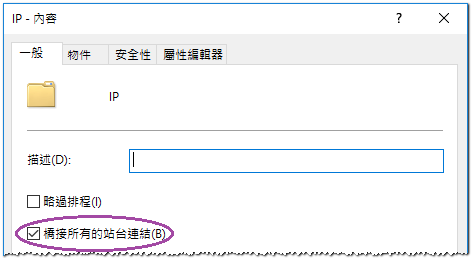 IP - 內容
一般 物件 安全性 屬性編輯器
IP
描述(D):
略過排程(I)
橋接所有的站台連結(B)